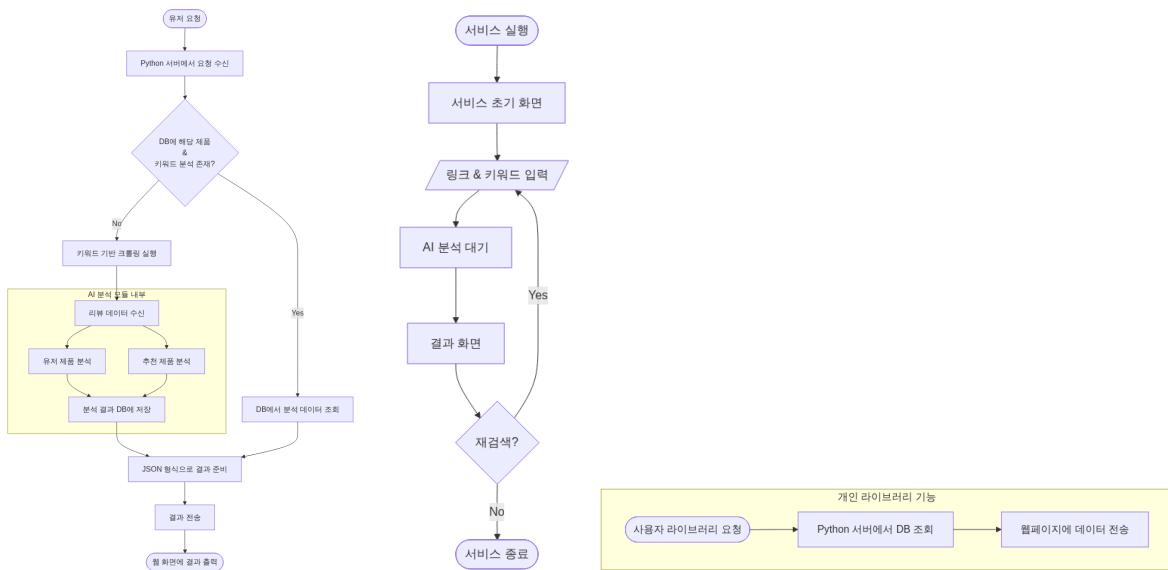 유저 요청
Python 서버에서 요청 수신
DB에 해당 제품
&
키워드 분석 존재?
No
키워드 기반 크롤링 실행
AI 분석 모듈 내부
리뷰 데이터 수신
유저 제품 분석
추천 제품 분석
분석 결과 DB에 저장
Yes
DB에서 분석 데이터 조회
JSON 형식으로 결과 준비
결과 전송
웹 화면에 결과 출력
서비스 실행
서비스 초기 화면
링크 & 키워드 입력
AI 분석 대기
결과 화면
Yes
재검색?
No
서비스 종료
개인 라이브러리 기능
사용자 라이브러리 요청
Python 서버에서 DB 조회
웹페이지에 데이터 전송